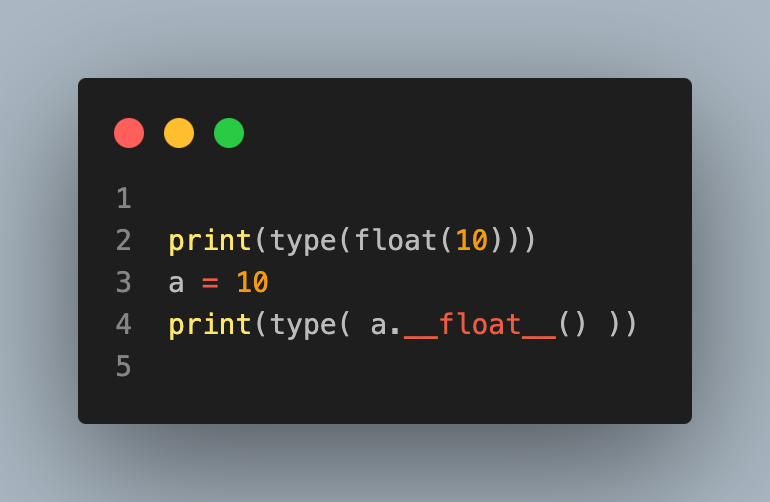 1
2 print(type(float(10)))
3 a = 10
4 print(type( a.__float__() ))
5